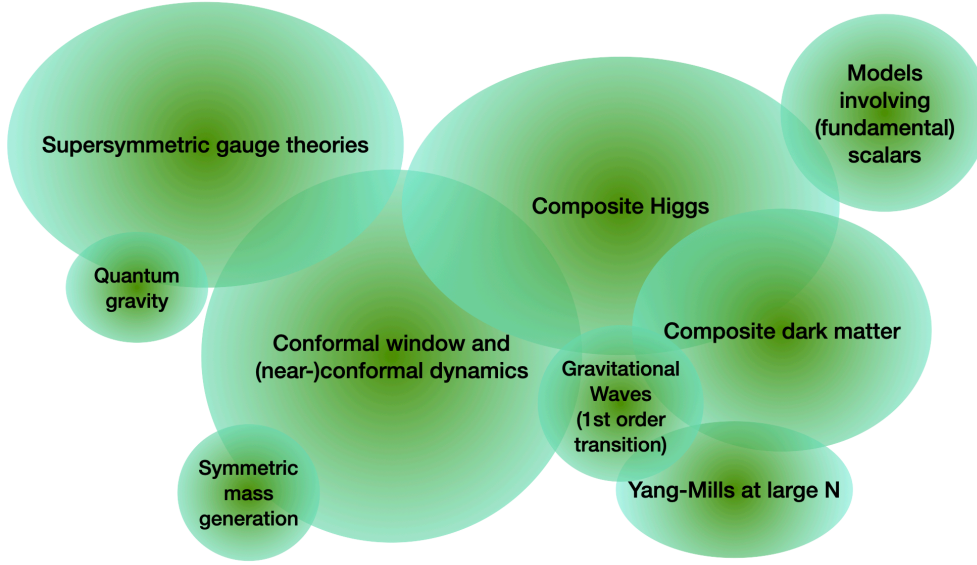 Supersymmetric gauge theories
Models
involving
(fundamental)
scalars
Composite Higgs
Quantum
gravity
Conformal window and
(near-)conformal dynamics
Composite dark matter
Gravitational
Waves
(1st order
transition)
Symmetric
mass
generation
Yang-Mills at large N